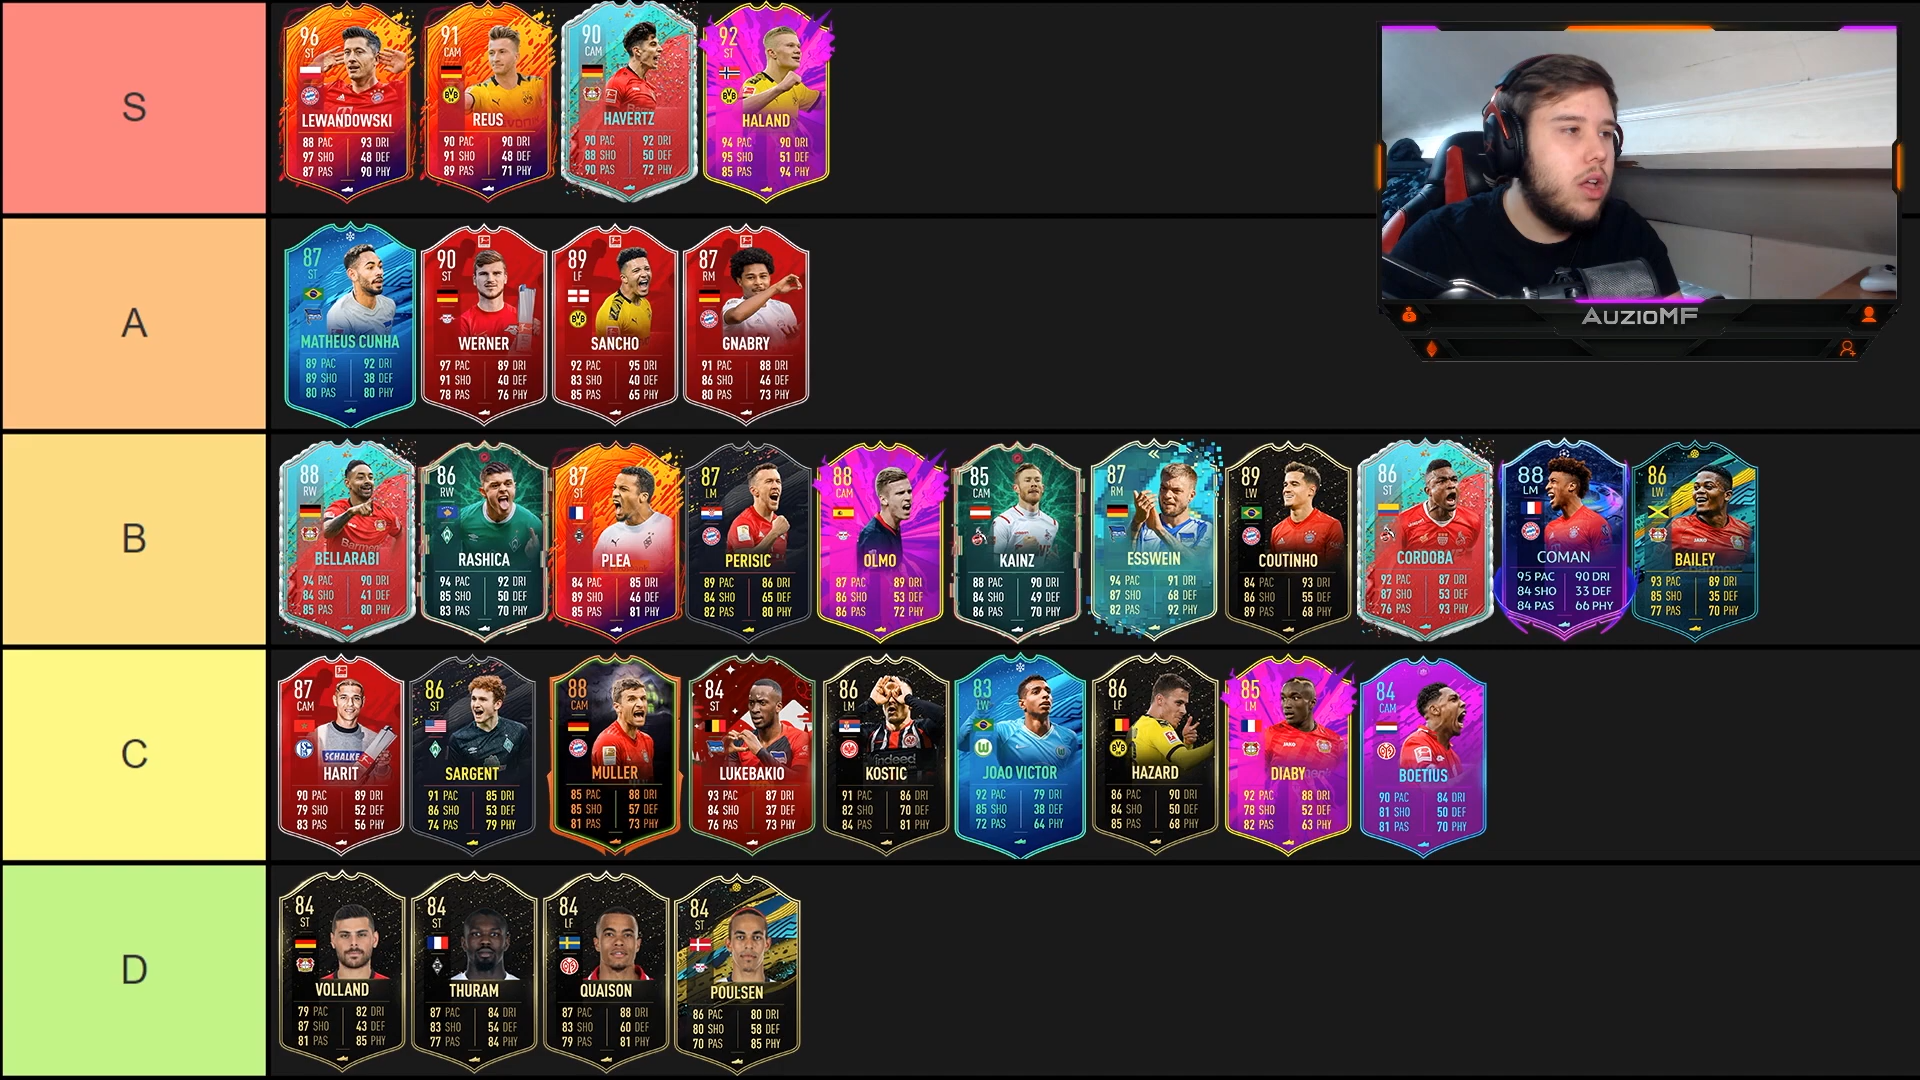 S
96
ST
LEWANDOWSKI
88 PAC 93 DRI
97 SHO 48 DEF
87 PAS 90 PHY
91
CAM
REUS
90 PAC 90 DRI
91 SHO 48 DEF
89 PAS 71 PHY
90
CAM
HAVERTZ
90 PAC 92 DRI
88 SHO 50 DEF
90 PAS 72 PHY
92
ST
HALAND
94 PAC 90 DRI
95 SHO 51 DEF
85 PAS 94 PHY
AUZIOMF
A
87
ST
MATHEUS CUNHA
89 PAC 92 DRI
89 SHO 38 DEF
80 PAS 80 PHY
90
ST
WERNER
97 PAC 89 DRI
91 SHO 40 DEF
78 PAS 76 PHY
89
LF
SANCHO
92 PAC 95 DRI
83 SHO 40 DEF
85 PAS 65 PHY
87
RM
GNABRY
91 PAC 88 DRI
86 SHO 46 DEF
80 PAS 73 PHY
B
88
RW
BELLARABI
94 PAC 90 DRI
84 SHO 41 DEF
85 PAS 80 PHY
86
RW
RASHICA
94 PAC 92 DRI
85 SHO 50 DEF
83 PAS 70 PHY
87
ST
PLEA
84 PAC 85 DRI
89 SHO 46 DEF
85 PAS 81 PHY
87
LM
PERISIC
89 PAC 86 DRI
84 SHO 65 DEF
82 PAS 80 PHY
88
CAM
OLMO
87 PAC 89 DRI
86 SHO 53 DEF
86 PAS 72 PHY
85
CAM
KAINZ
88 PAC 90 DRI
84 SHO 49 DEF
86 PAS 70 PHY
87
RM
ESSWEIN
94 PAC 91 DRI
87 SHO 68 DEF
82 PAS 92 PHY
89
LW
COUTINHO
84 PAC 93 DRI
86 SHO 55 DEF
89 PAS 68 PHY
86
ST
CORDOBA
92 PAC 87 DRI
87 SHO 53 DEF
76 PAS 93 PHY
88
LM
COMAN
95 PAC 90 DRI
84 SHO 33 DEF
84 PAS 66 PHY
86
LW
BAILEY
93 PAC 89 DRI
85 SHO 35 DEF
77 PAS 70 PHY
C
87
CAM
SCHALKE
HARIT
90 PAC 89 DRI
79 SHO 52 DEF
83 PAS 56 PHY
86
ST
SARGENT
91 PAC 85 DRI
86 SHO 53 DEF
74 PAS 79 PHY
88
CAM
MULLER
85 PAC 88 DRI
85 SHO 57 DEF
81 PAS 73 PHY
84
ST
LUKEBAKIO
93 PAC 87 DRI
84 SHO 37 DEF
76 PAS 73 PHY
86
LM
indeed
KOSTIC
91 PAC 86 DRI
82 SHO 70 DEF
84 PAS 81 PHY
83
LW
JOAO VICTOR
92 PAC 79 DRI
85 SHO 38 DEF
72 PAS 64 PHY
86
LF
HAZARD
86 PAC 90 DRI
84 SHO 50 DEF
85 PAS 68 PHY
85
LM
DIABY
92 PAC 88 DRI
78 SHO 52 DEF
82 PAS 63 PHY
84
CAM
BOETIUS
90 PAC 84 DRI
81 SHO 50 DEF
81 PAS 70 PHY
D
84
ST
VOLLAND
79 PAC 82 DRI
87 SHO 43 DEF
81 PAS 85 PHY
84
ST
THURAM
87 PAC 84 DRI
83 SHO 54 DEF
77 PAS 84 PHY
84
LF
QUAISON
87 PAC 88 DRI
83 SHO 60 DEF
79 PAS 81 PHY
84
ST
POULSEN
86 PAC 80 DRI
80 SHO 58 DEF
70 PAS 85 PHY